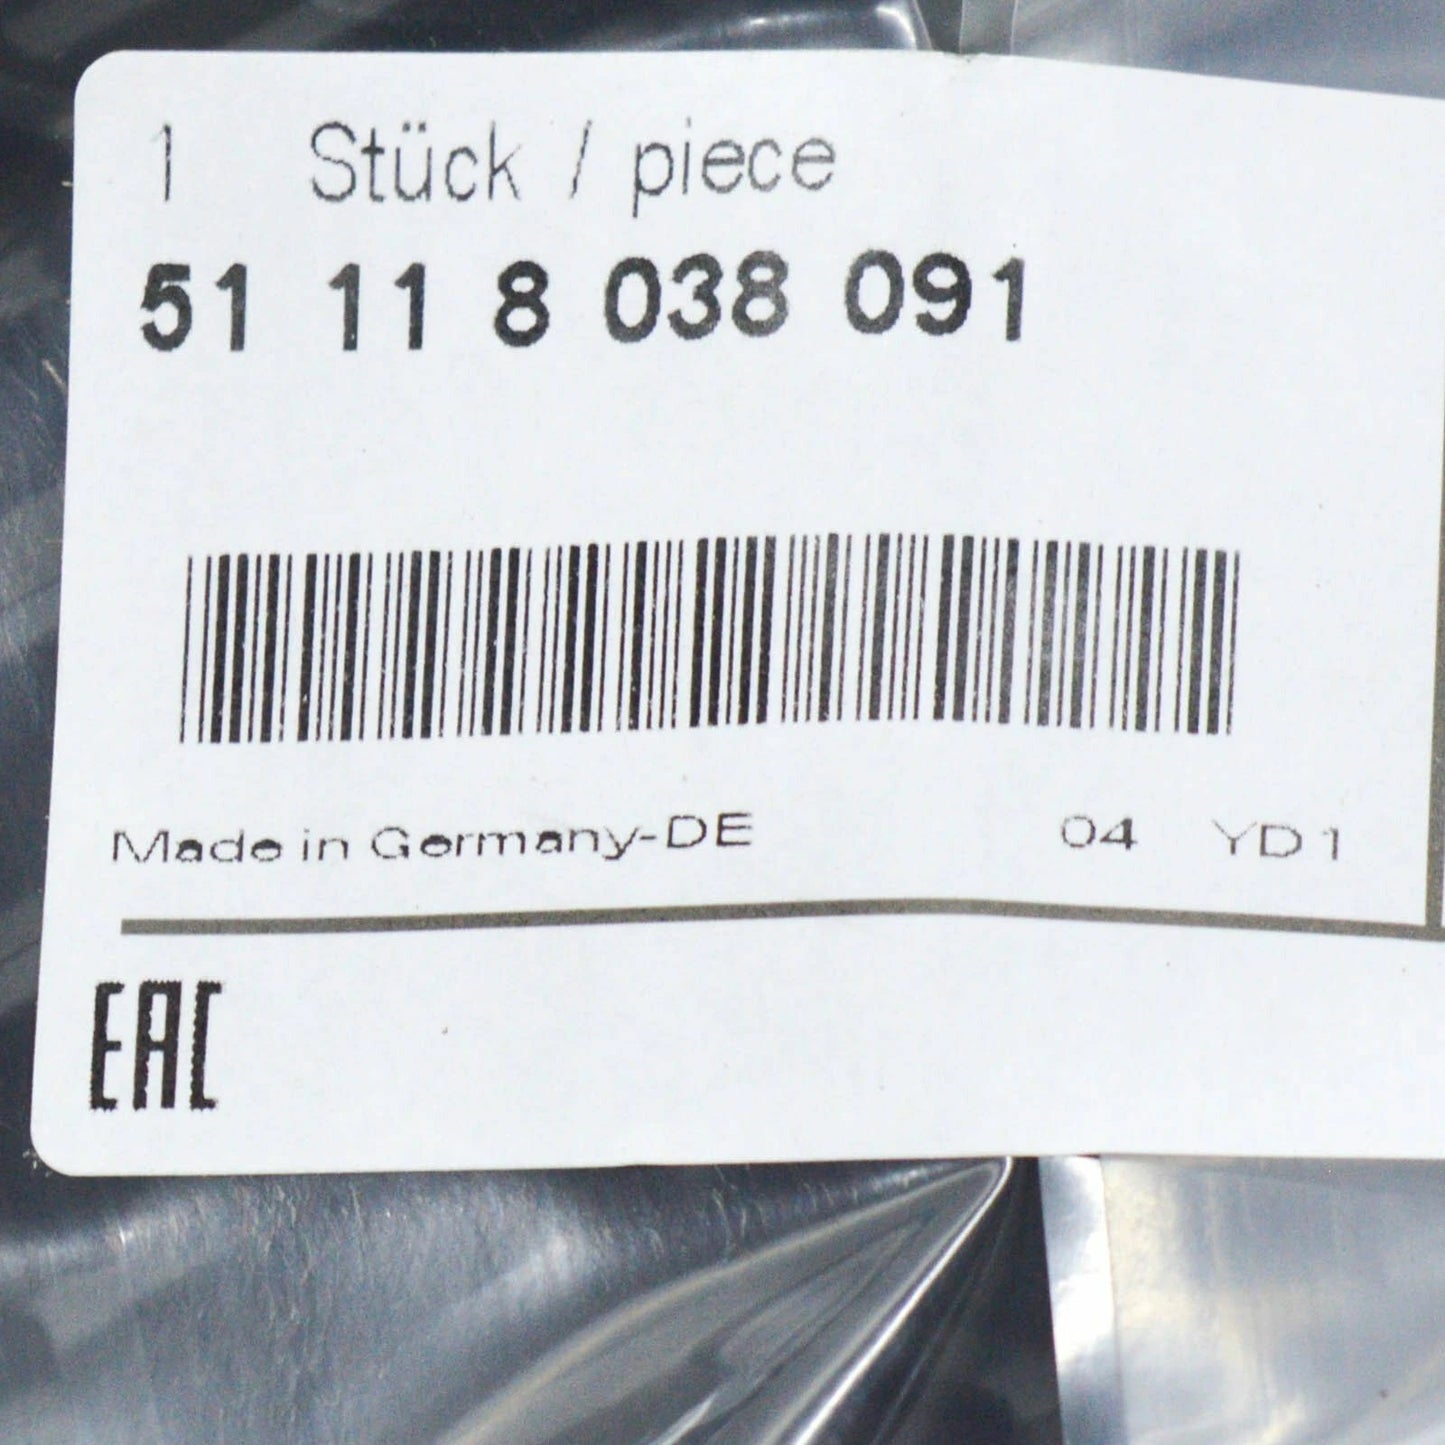 1 Stück / piece
51 11 8 038 091
Made in Germany-DE 04 YD1
EAC